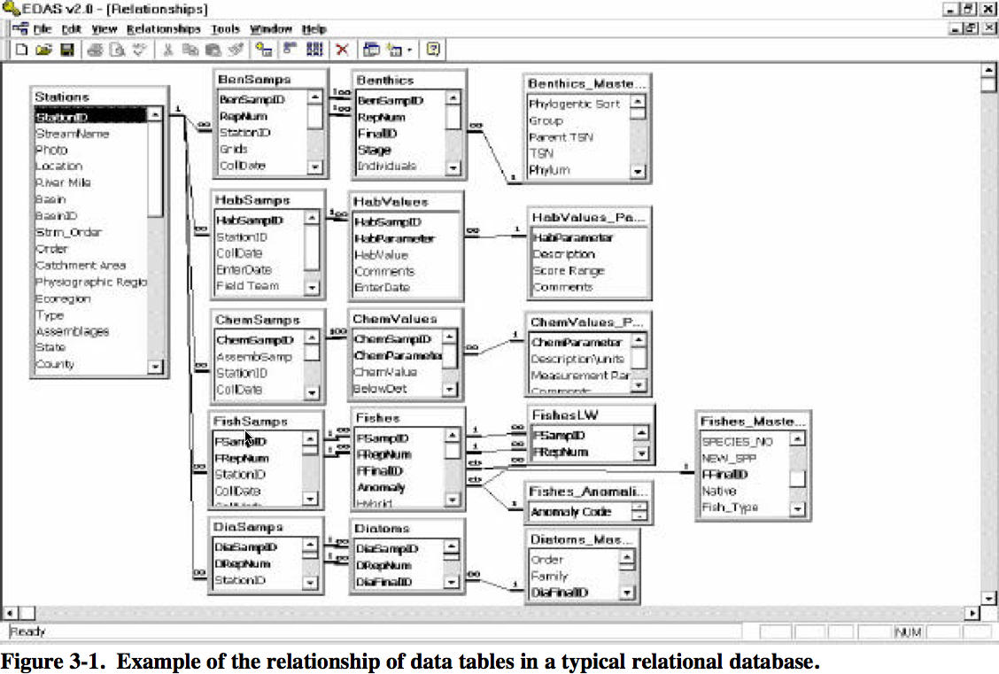 EDAS v2.0 - [Relationships]
File Edit View Relationships Tools Window Help
Stations
StationID
StreamName
Photo
Location
River Mile
Basin
BasinID
Strm_Order
Order
Catchment Area
Physiographic Regio
Ecoregion
Type
Assemblages
State
County
BenSamps
BenSampID
RepNum
StationID
Grids
CollDate
Benthics
BenSampID
RepNum
FinalID
Stage
Individuals
Benthics_Maste...
Phylogentic Sort
Group
Parent TSN
TSN
Phylum
HabSamps
HabSampID
StationID
CollDate
EnterDate
Field Team
HabValues
HabSampID
HabParameter
HabValue
Comments
EnterDate
HabValues_Pa...
HabParameter
Description
Score Range
Comments
ChemSamps
ChemSampID
AssembSamp
StationID
CollDate
ChemValues
ChemSampID
ChemParamete
ChemValue
BelowDet
ChemValues_P...
ChemParameter
Description\units
Measurement Ran
Comments
FishSamps
FSampID
FRepNum
StationID
CollDate
Fishes
FSampID
FRepNum
FFinalID
Anomaly
Hybrid
FishesLW
FSampID
FRepNum
Fishes_Anomali...
Anomaly Code
Fishes_Maste...
SPECIES_NO
NEW_SPP
FFinalID
Native
Fish_Type
DiaSamps
DiaSampID
DRepNum
StationID
Diatoms
DiaSampID
DRepNum
DiaFinalID
Diatoms_Mas...
Order
Family
DiaFinalID
Ready
NUM
Figure 3-1. Example of the relationship of data tables in a typical relational database.